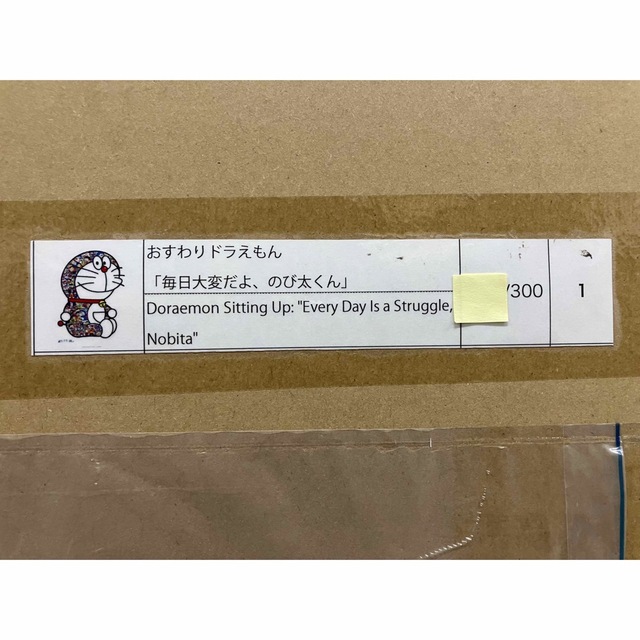 おすわりドラえもん
「毎日大変だよ、のび太くん」
Doraemon Sitting Up: "Every Day Is a Struggle,
Nobita"
/300
1